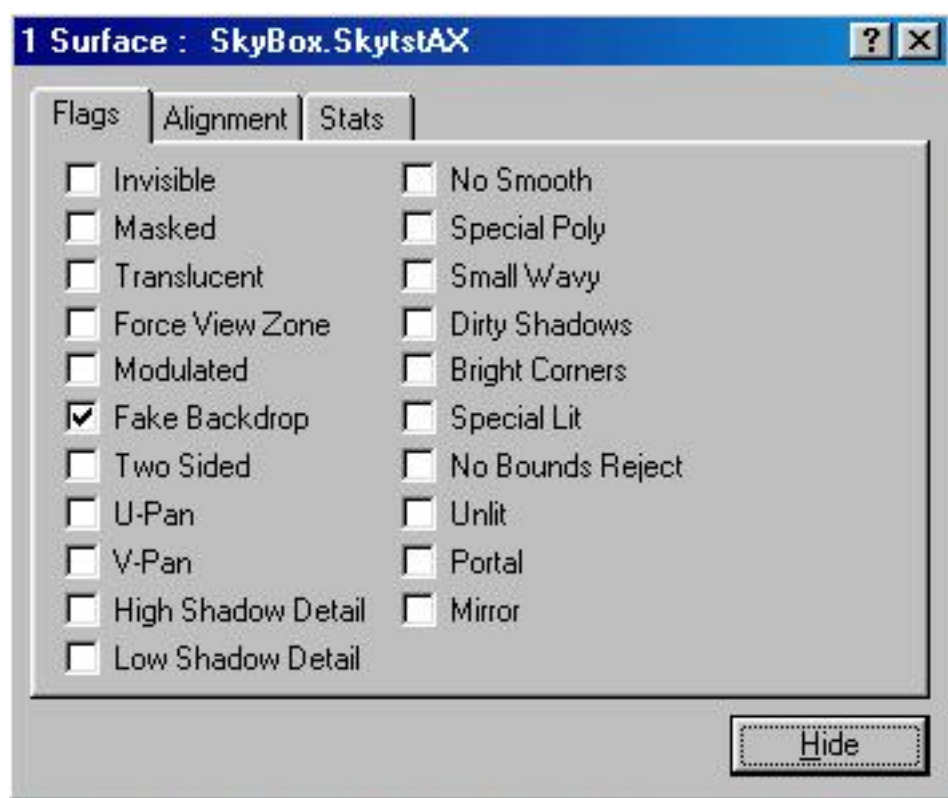 1 Surface : SkyBox.SkytstAX
Flags
Alignment
Stats
Invisible
Masked
Translucent
Force View Zone
Modulated
Fake Backdrop
Two Sided
U-Pan
V-Pan
High Shadow Detail
Low Shadow Detail
No Smooth
Special Poly
Small Wavy
Dirty Shadows
Bright Corners
Special Lit
No Bounds Reject
Unlit
Portal
Mirror
Hide